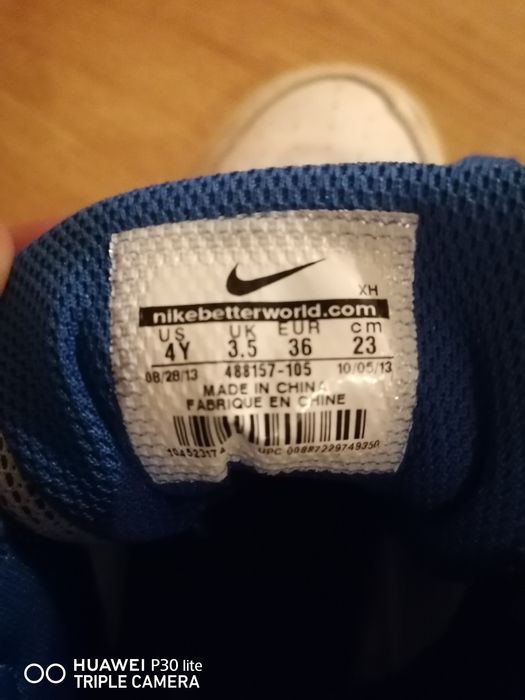 XH
nikebetterworld.com
US UK EUR cm
4Y 3.5 36 23
08/28/13 488157-105 10/05/13
MADE IN CHINA
FABRIQUE EN CHINE
UPC 00887229749350
HUAWEI P30 lite
TRIPLE CAMERA